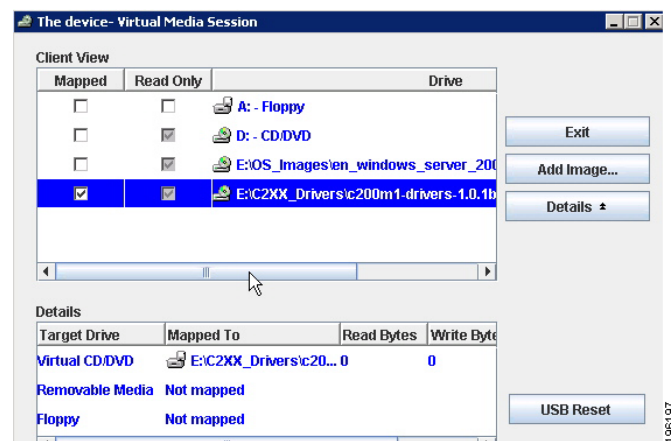 The device- Virtual Media Session
Client View
Mapped Read Only Drive
A: - Floppy
D: - CD/DVD
E:\OS_Images\en_windows_server_200
E:\C2XX_Drivers\c200m1-drivers-1.0.1b
Exit
Add Image...
Details
Details
Target Drive Mapped To Read Bytes Write Byte
Virtual CD/DVD E:\C2XX_Drivers\c20... 0 0
Removable Media Not mapped
Floppy Not mapped
USB Reset